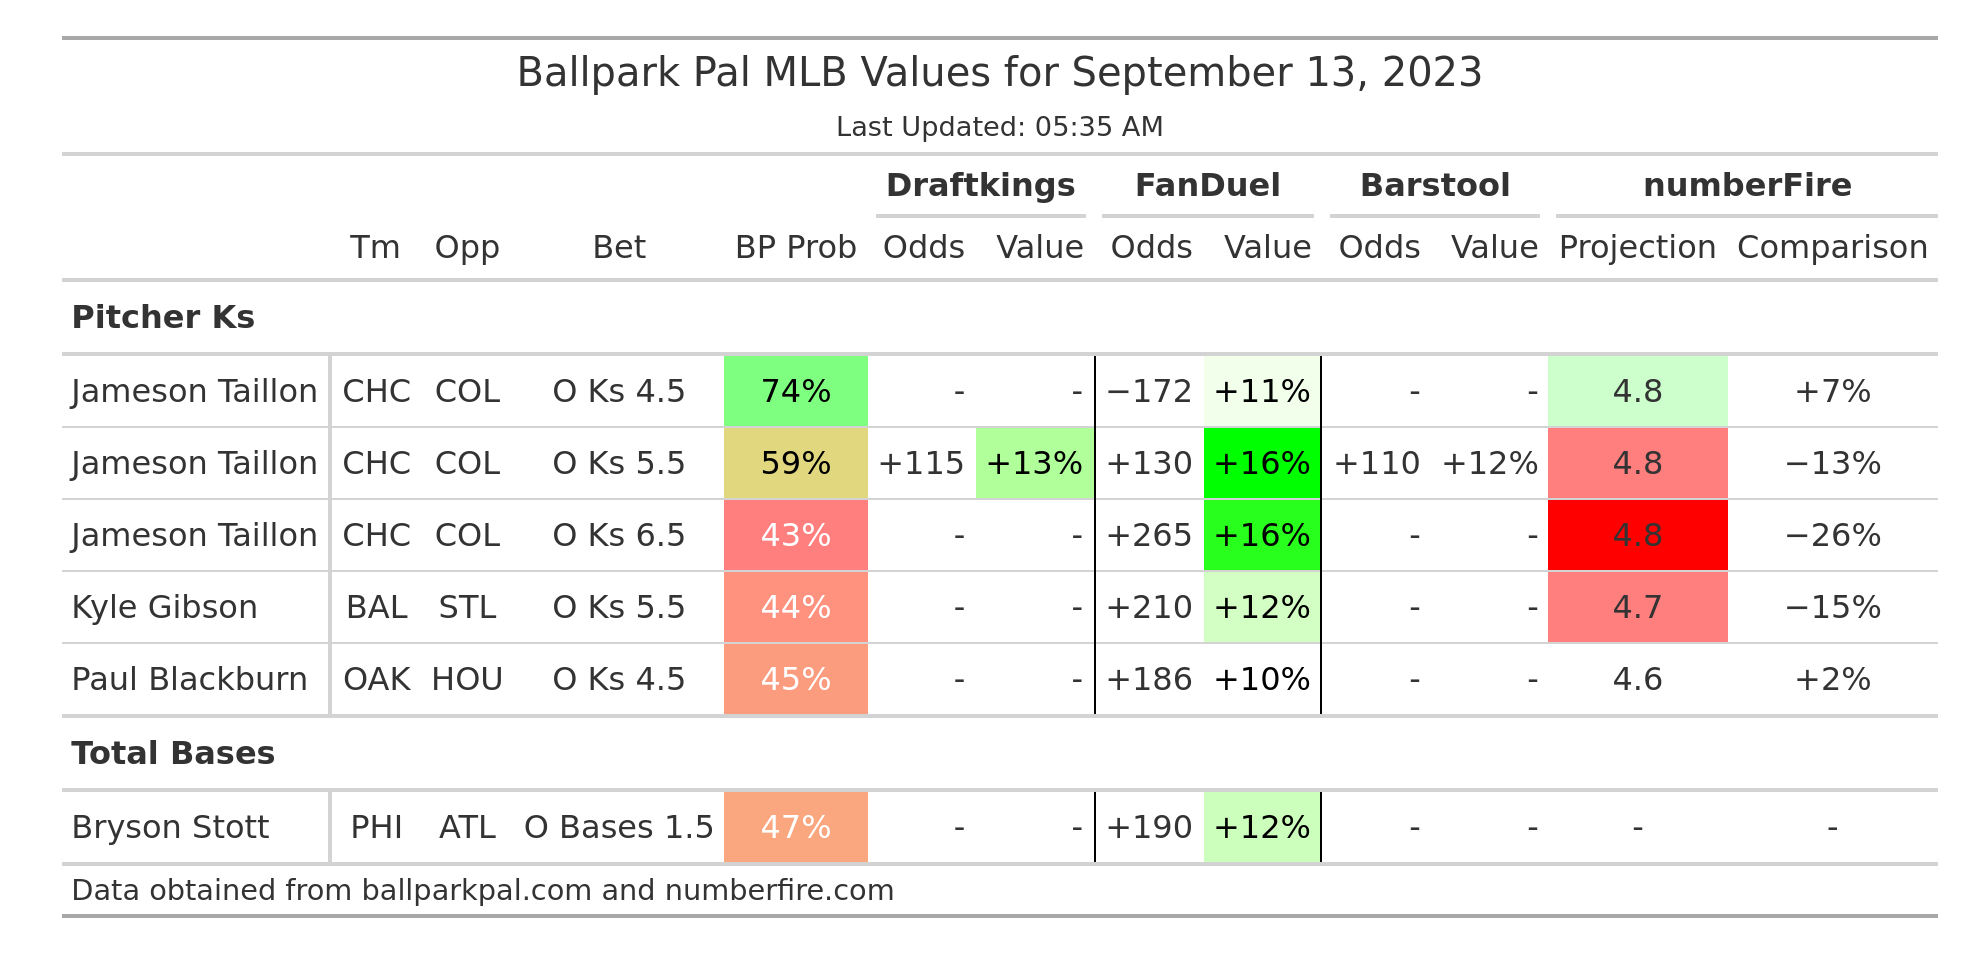 Ballpark Pal MLB Values for September 13, 2023
Last Updated: 05:35 AM
Draftkings FanDuel Barstool numberFire
Tm Opp Bet BP Prob Odds Value Odds Value Odds Value Projection Comparison
Pitcher Ks
Jameson Taillon CHC COL O Ks 4.5 74% - - −172 +11% - - 4.8 +7%
Jameson Taillon CHC COL O Ks 5.5 59% +115 +13% +130 +16% +110 +12% 4.8 −13%
Jameson Taillon CHC COL O Ks 6.5 43% - - +265 +16% - - 4.8 −26%
Kyle Gibson BAL STL O Ks 5.5 44% - - +210 +12% - - 4.7 −15%
Paul Blackburn OAK HOU O Ks 4.5 45% - - +186 +10% - - 4.6 +2%
Total Bases
Bryson Stott PHI ATL O Bases 1.5 47% - - +190 +12% - - - -
Data obtained from ballparkpal.com and numberfire.com